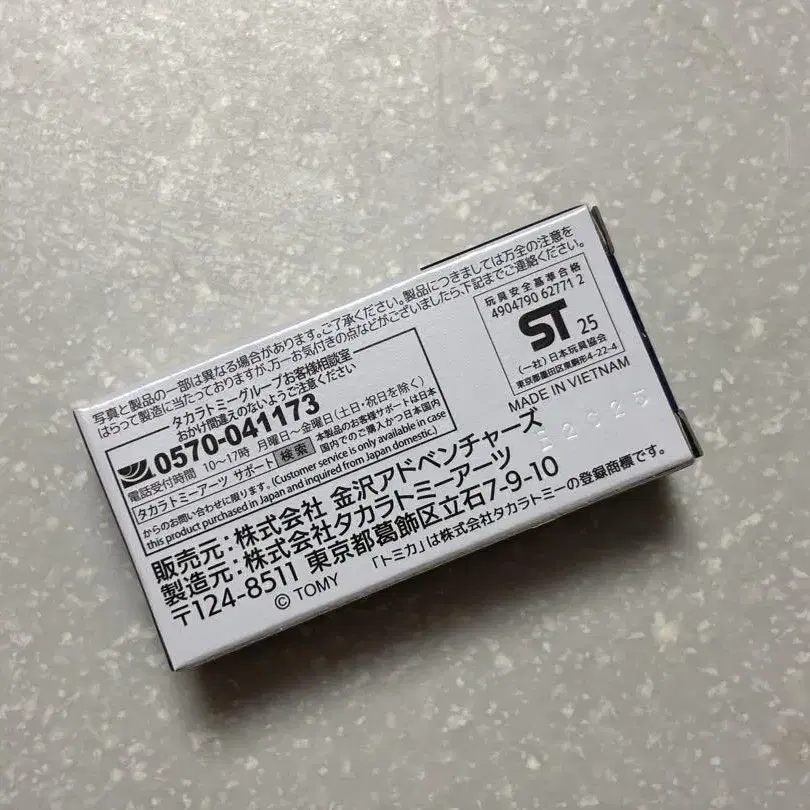 写真と製品の一部は異なる場合があります。ご了承ください。製品につきましては万全の注意を
はらって製造に当たっておりますが、万一お気付きの点などがございましたら、下記までご連絡ください。
タカラトミーグループお客様相談室
おかけ間違えのないようご注意ください
0570-041173
電話受付時間 10〜17時 月曜日〜金曜日(土日・祝日を除く)
タカラトミーアーツ サポート 検索 本製品のお客様サポートは日本
国内でのご購入かつ日本国内
からのお問い合わせに限ります。(Customer service is only available in case
this product purchased in Japan and inquired from Japan domestic.)
販売元:株式会社 金沢アドベンチャーズ
製造元:株式会社タカラトミーアーツ
〒124-8511 東京都葛飾区立石7-9-10
© TOMY 「トミカ」は株式会社タカラトミーの登録商標です。
玩具安全基準合格
4904790 62771 2
ST 25
(一社)日本玩具協会
東京都墨田区東駒形4-22-4
MADE IN VIETNAM